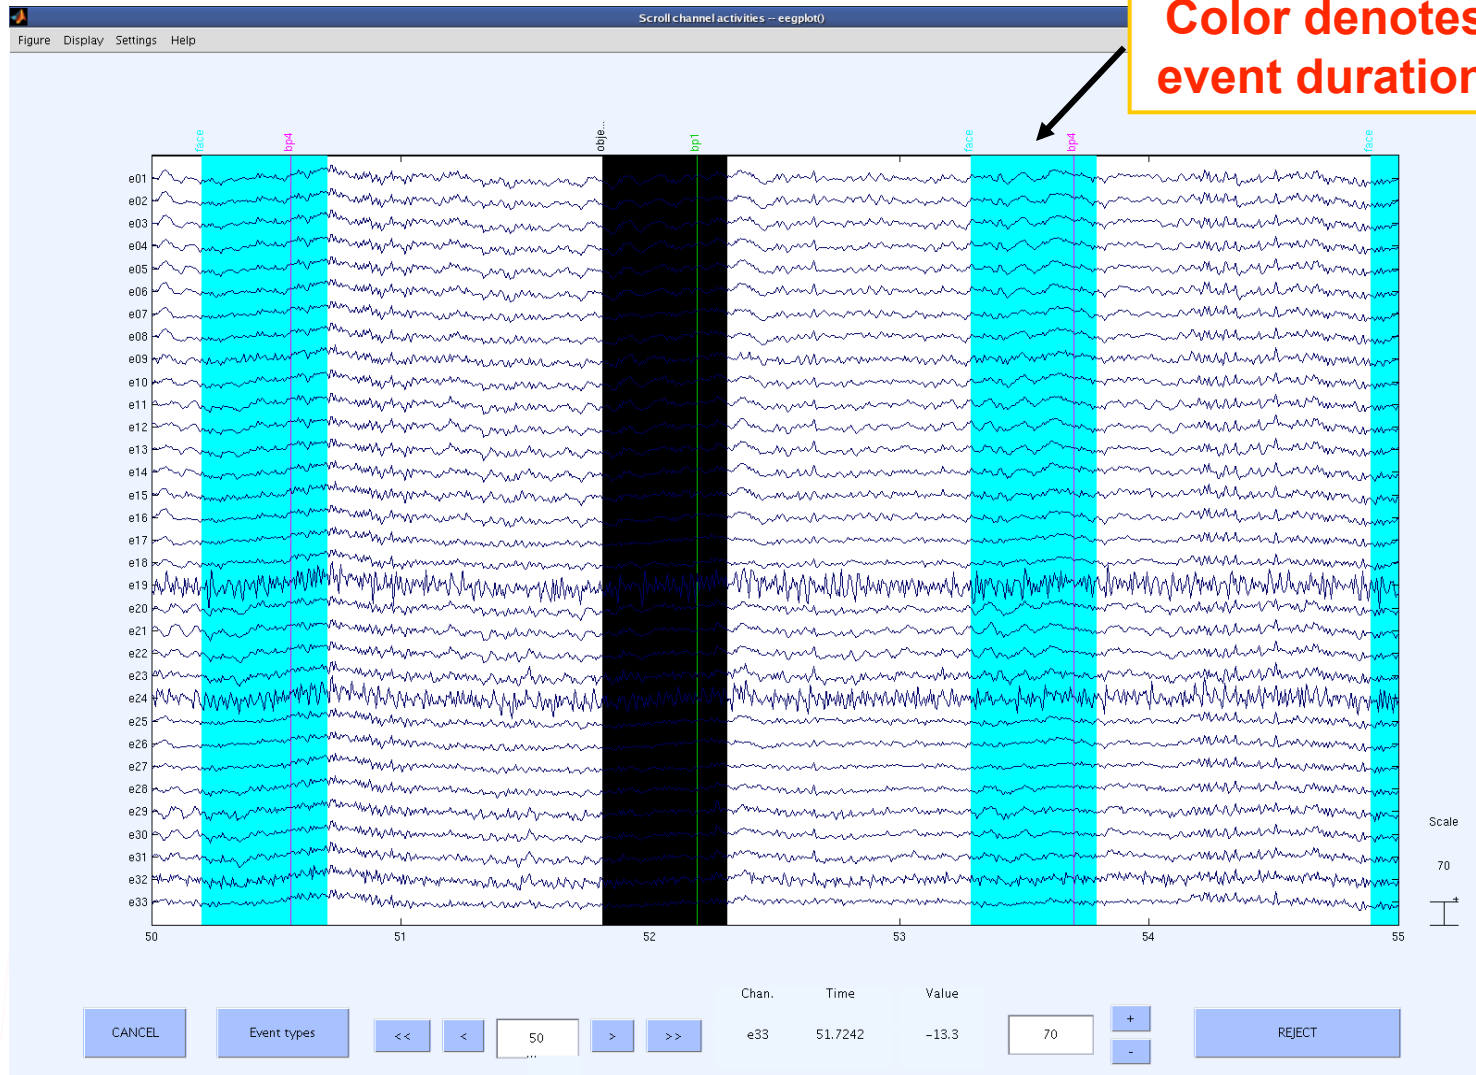 Scroll channel activities -- eegplot()
Color denotes
event duration
Figure Display Settings Help
face
bp4
obje...
bp1
face
bp4
face
e01
e02
e03
e04
e05
e06
e07
e08
e09
e10
e11
e12
e13
e14
e15
e16
e17
e18
e19
e20
e21
e22
e23
e24
e25
e26
e27
e28
e29
e30
e31
e32
e33
50 51 52 53 54 55
Scale
70
Chan. Time Value
CANCEL Event types << < 50 > >> e33 51.7242 -13.3 70 + - REJECT